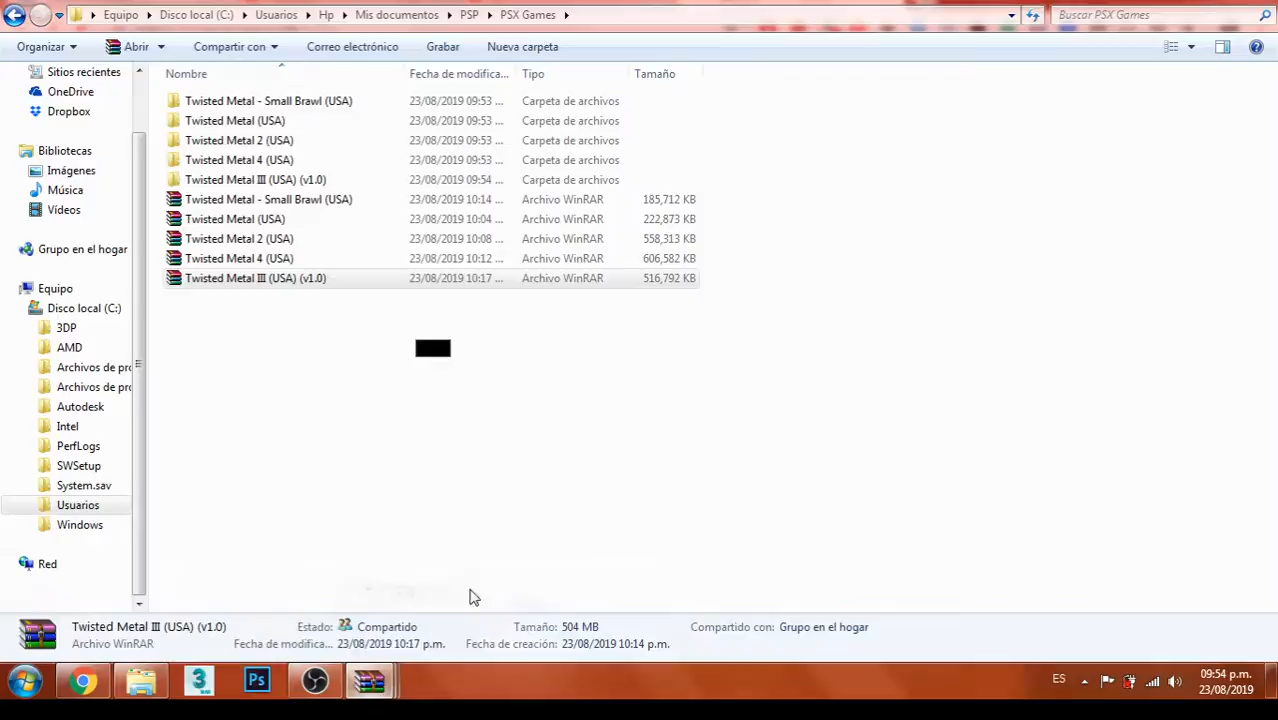 Equipo ▸ Disco local (C:) ▸ Usuarios ▸ Hp ▸ Mis documentos ▸ PSP ▸ PSX Games ▸ Buscar PSX Games
Organizar Abrir Compartir con Correo electrónico Grabar Nueva carpeta
Sitios recientes
OneDrive
Dropbox
Bibliotecas
Imágenes
Música
Vídeos
Grupo en el hogar
Equipo
Disco local (C:)
3DP
AMD
Archivos de pro
Archivos de pro
Autodesk
Intel
PerfLogs
SWSetup
System.sav
Usuarios
Windows
Red
Nombre Fecha de modifica... Tipo Tamaño
Twisted Metal - Small Brawl (USA) 23/08/2019 09:53 ... Carpeta de archivos
Twisted Metal (USA) 23/08/2019 09:53 ... Carpeta de archivos
Twisted Metal 2 (USA) 23/08/2019 09:53 ... Carpeta de archivos
Twisted Metal 4 (USA) 23/08/2019 09:53 ... Carpeta de archivos
Twisted Metal III (USA) (v1.0) 23/08/2019 09:54 ... Carpeta de archivos
Twisted Metal - Small Brawl (USA) 23/08/2019 10:14 ... Archivo WinRAR 185,712 KB
Twisted Metal (USA) 23/08/2019 10:04 ... Archivo WinRAR 222,873 KB
Twisted Metal 2 (USA) 23/08/2019 10:08 ... Archivo WinRAR 558,313 KB
Twisted Metal 4 (USA) 23/08/2019 10:12 ... Archivo WinRAR 606,582 KB
Twisted Metal III (USA) (v1.0) 23/08/2019 10:17 ... Archivo WinRAR 516,792 KB
Twisted Metal III (USA) (v1.0) Estado: Compartido Tamaño: 504 MB Compartido con: Grupo en el hogar
Archivo WinRAR Fecha de modifica... 23/08/2019 10:17 p.m. Fecha de creación: 23/08/2019 10:14 p.m.
3
Ps
ES
09:54 p.m.
23/08/2019